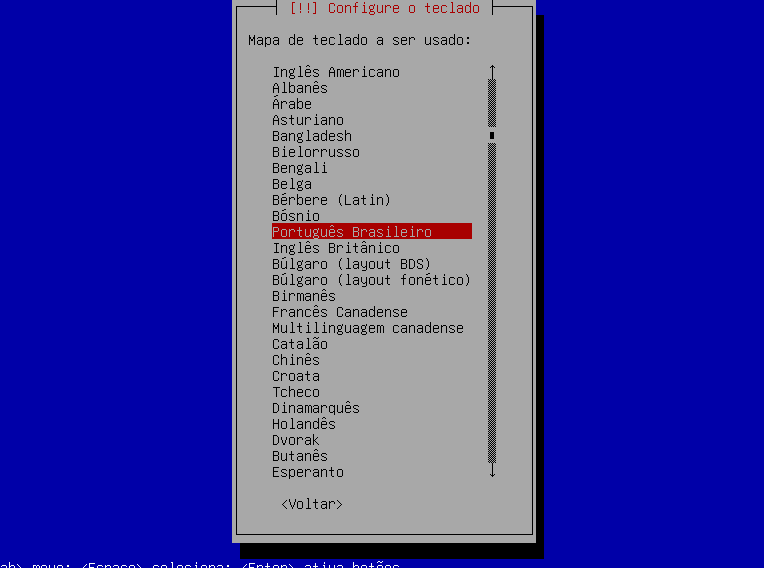 [!!] Configure o teclado
Mapa de teclado a ser usado:
Inglês Americano
Albanês
Árabe
Asturiano
Bangladesh
Bielorrusso
Bengali
Belga
Bérbere (Latin)
Bósnio
Português Brasileiro
Inglês Britânico
Búlgaro (layout BDS)
Búlgaro (layout fonético)
Birmanês
Francês Canadense
Multilinguagem canadense
Catalão
Chinês
Croata
Tcheco
Dinamarquês
Holandês
Dvorak
Butanês
Esperanto
<Voltar>
ab> move; <Espaço> seleciona; <Enter> ativa botões